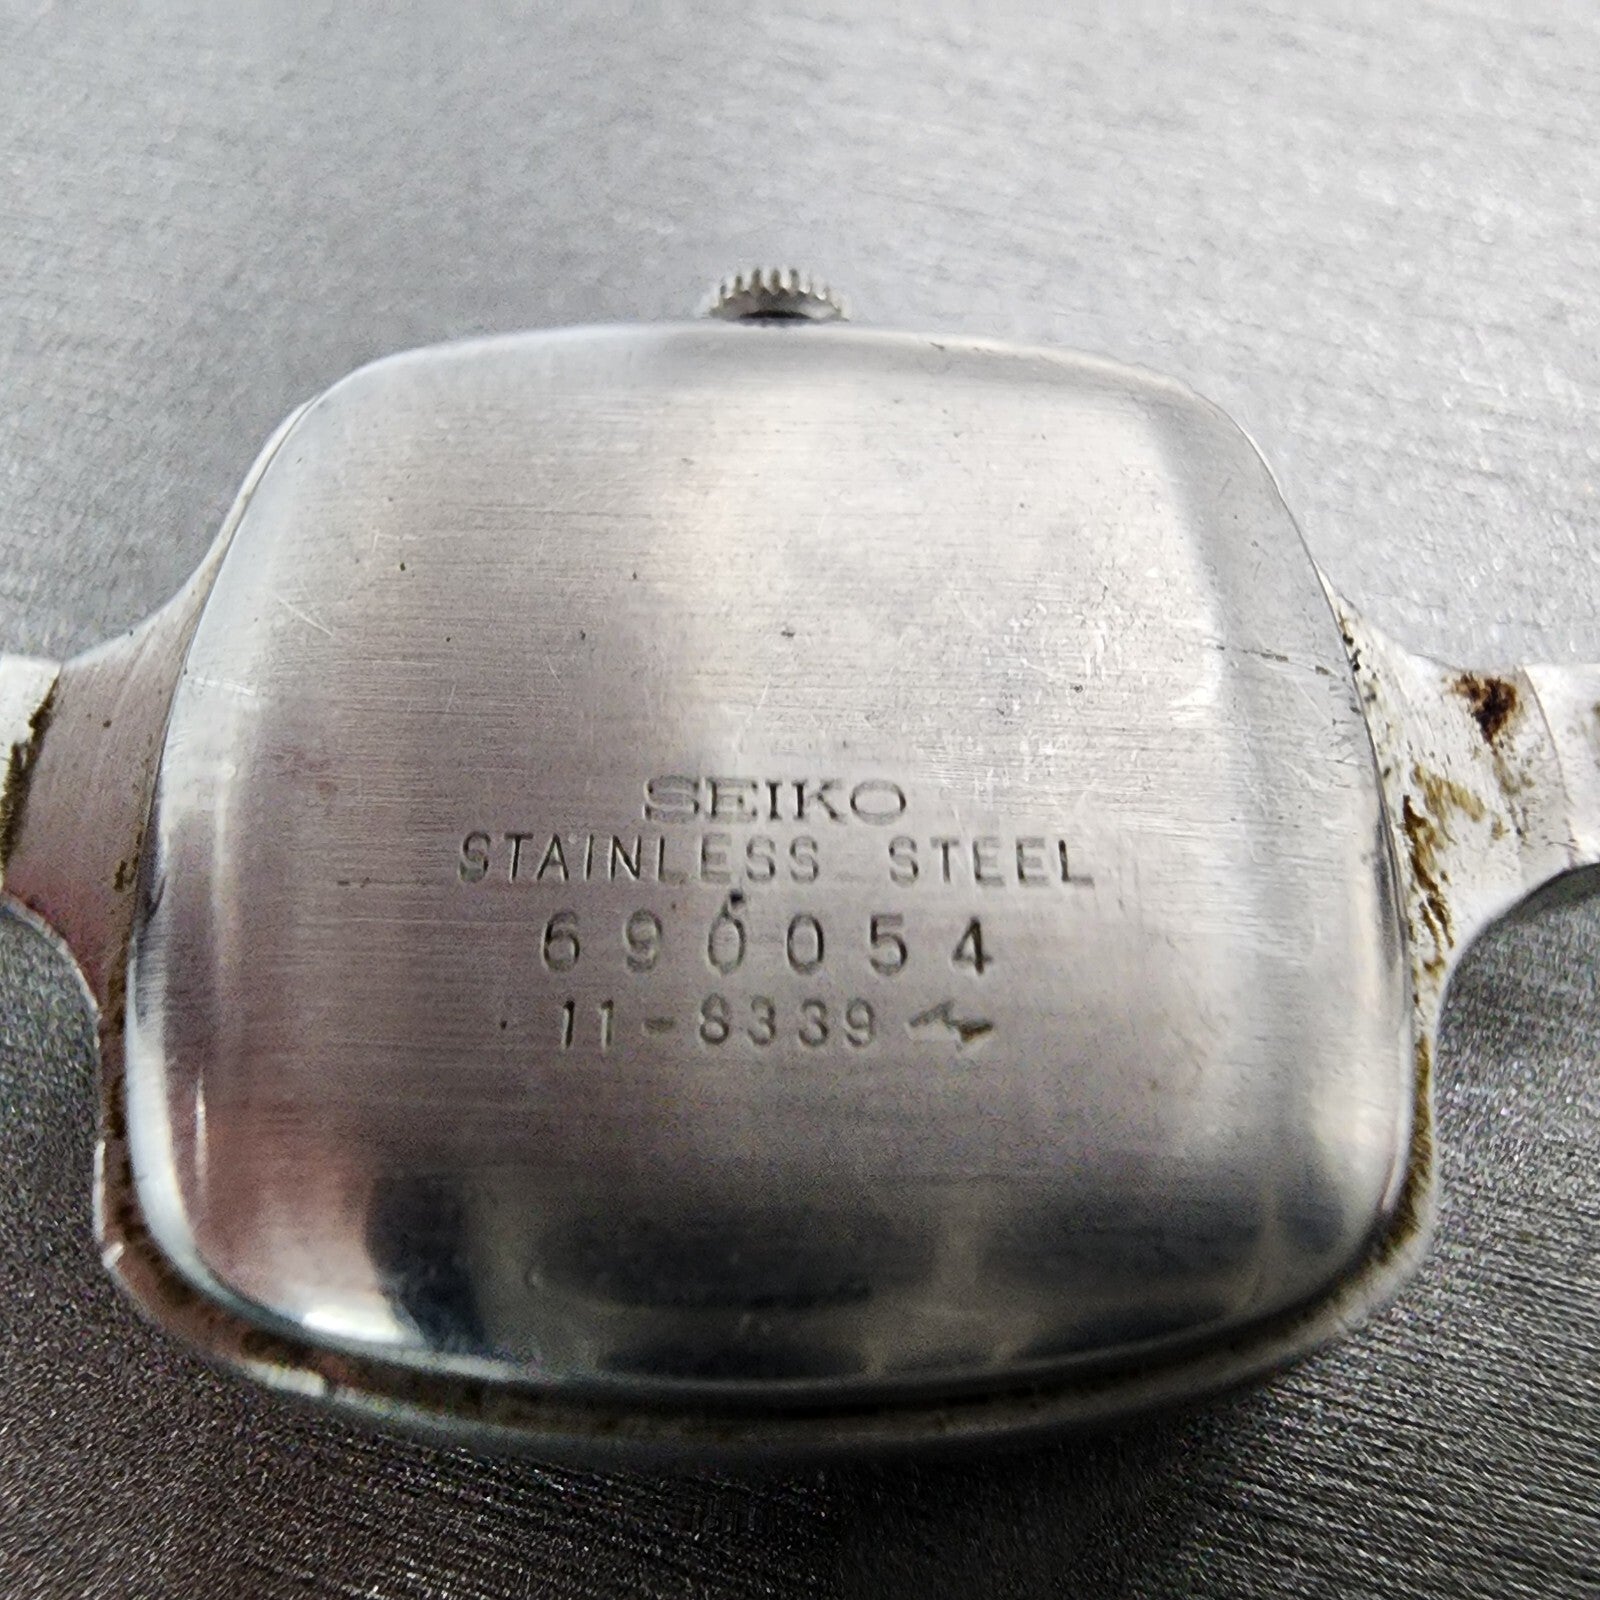 SEIKO
STAINLESS STEEL
690054
11-8339